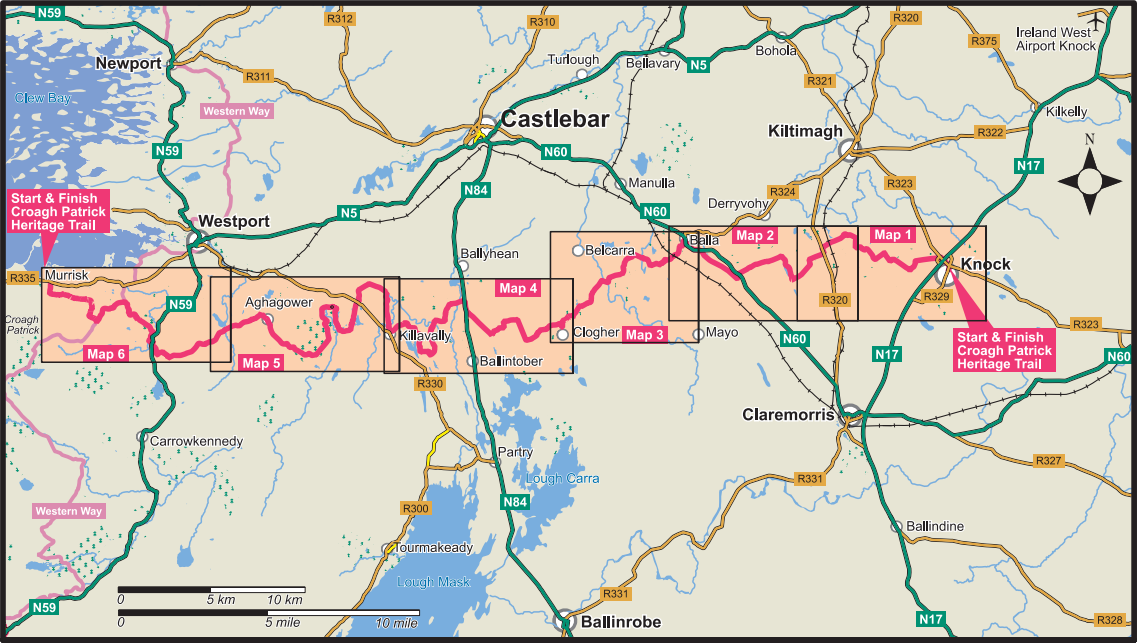 N59
R312
R310
R320
Ireland West
Airport Knock
R375
Newport
R311
Turlough
Bellavary
N5
Bohola
R321
Clew Bay
Western Way
Castlebar
Kilkelly
Kiltimagh
R322
N
N59
N60
N17
Start & Finish
Croagh Patrick
Heritage Trail
N84
Manulla
R324
R323
Derryvohy
N5
N60
Westport
Balla
Map 2
Map 1
Ballyhean
Belcarra
Knock
R335
Murrisk
Map 4
N59
Aghagower
R320
R329
Croagh
Patrick
Killavally
Clogher
Map 3
Mayo
N60
R323
Start & Finish
Croagh Patrick
Heritage Trail
Map 6
Map 5
Ballintober
N17
N60
R330
Claremorris
Carrowkennedy
Partry
R327
Lough Carra
R331
Western Way
R300
N84
Ballindine
Tourmakeady
Lough Mask
0
5 km
10 km
R331
N59
0
5 mile
10 mile
Ballinrobe
N17
R328